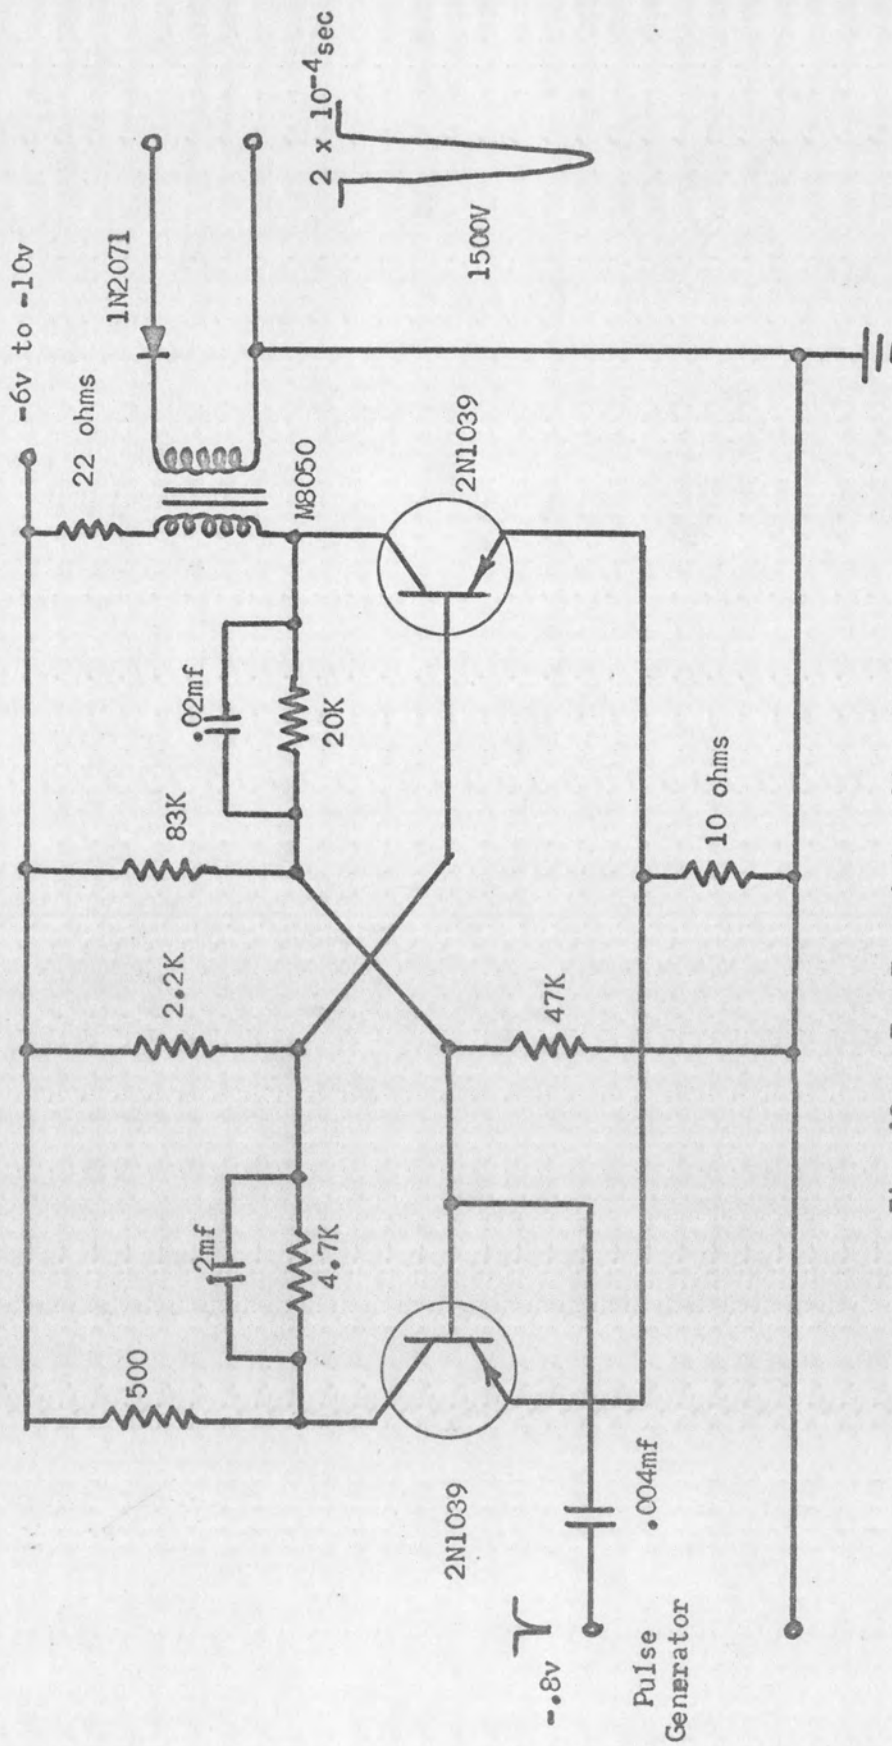 -6v to -10v
22 ohms
1N2071
2 x 10-4sec
1500V
M8050
2N1039
.02mf
20K
83K
2.2K
.2mf
4.7K
500
47K
10 ohms
2N1039
-.8v
.004mf
Pulse
Generator